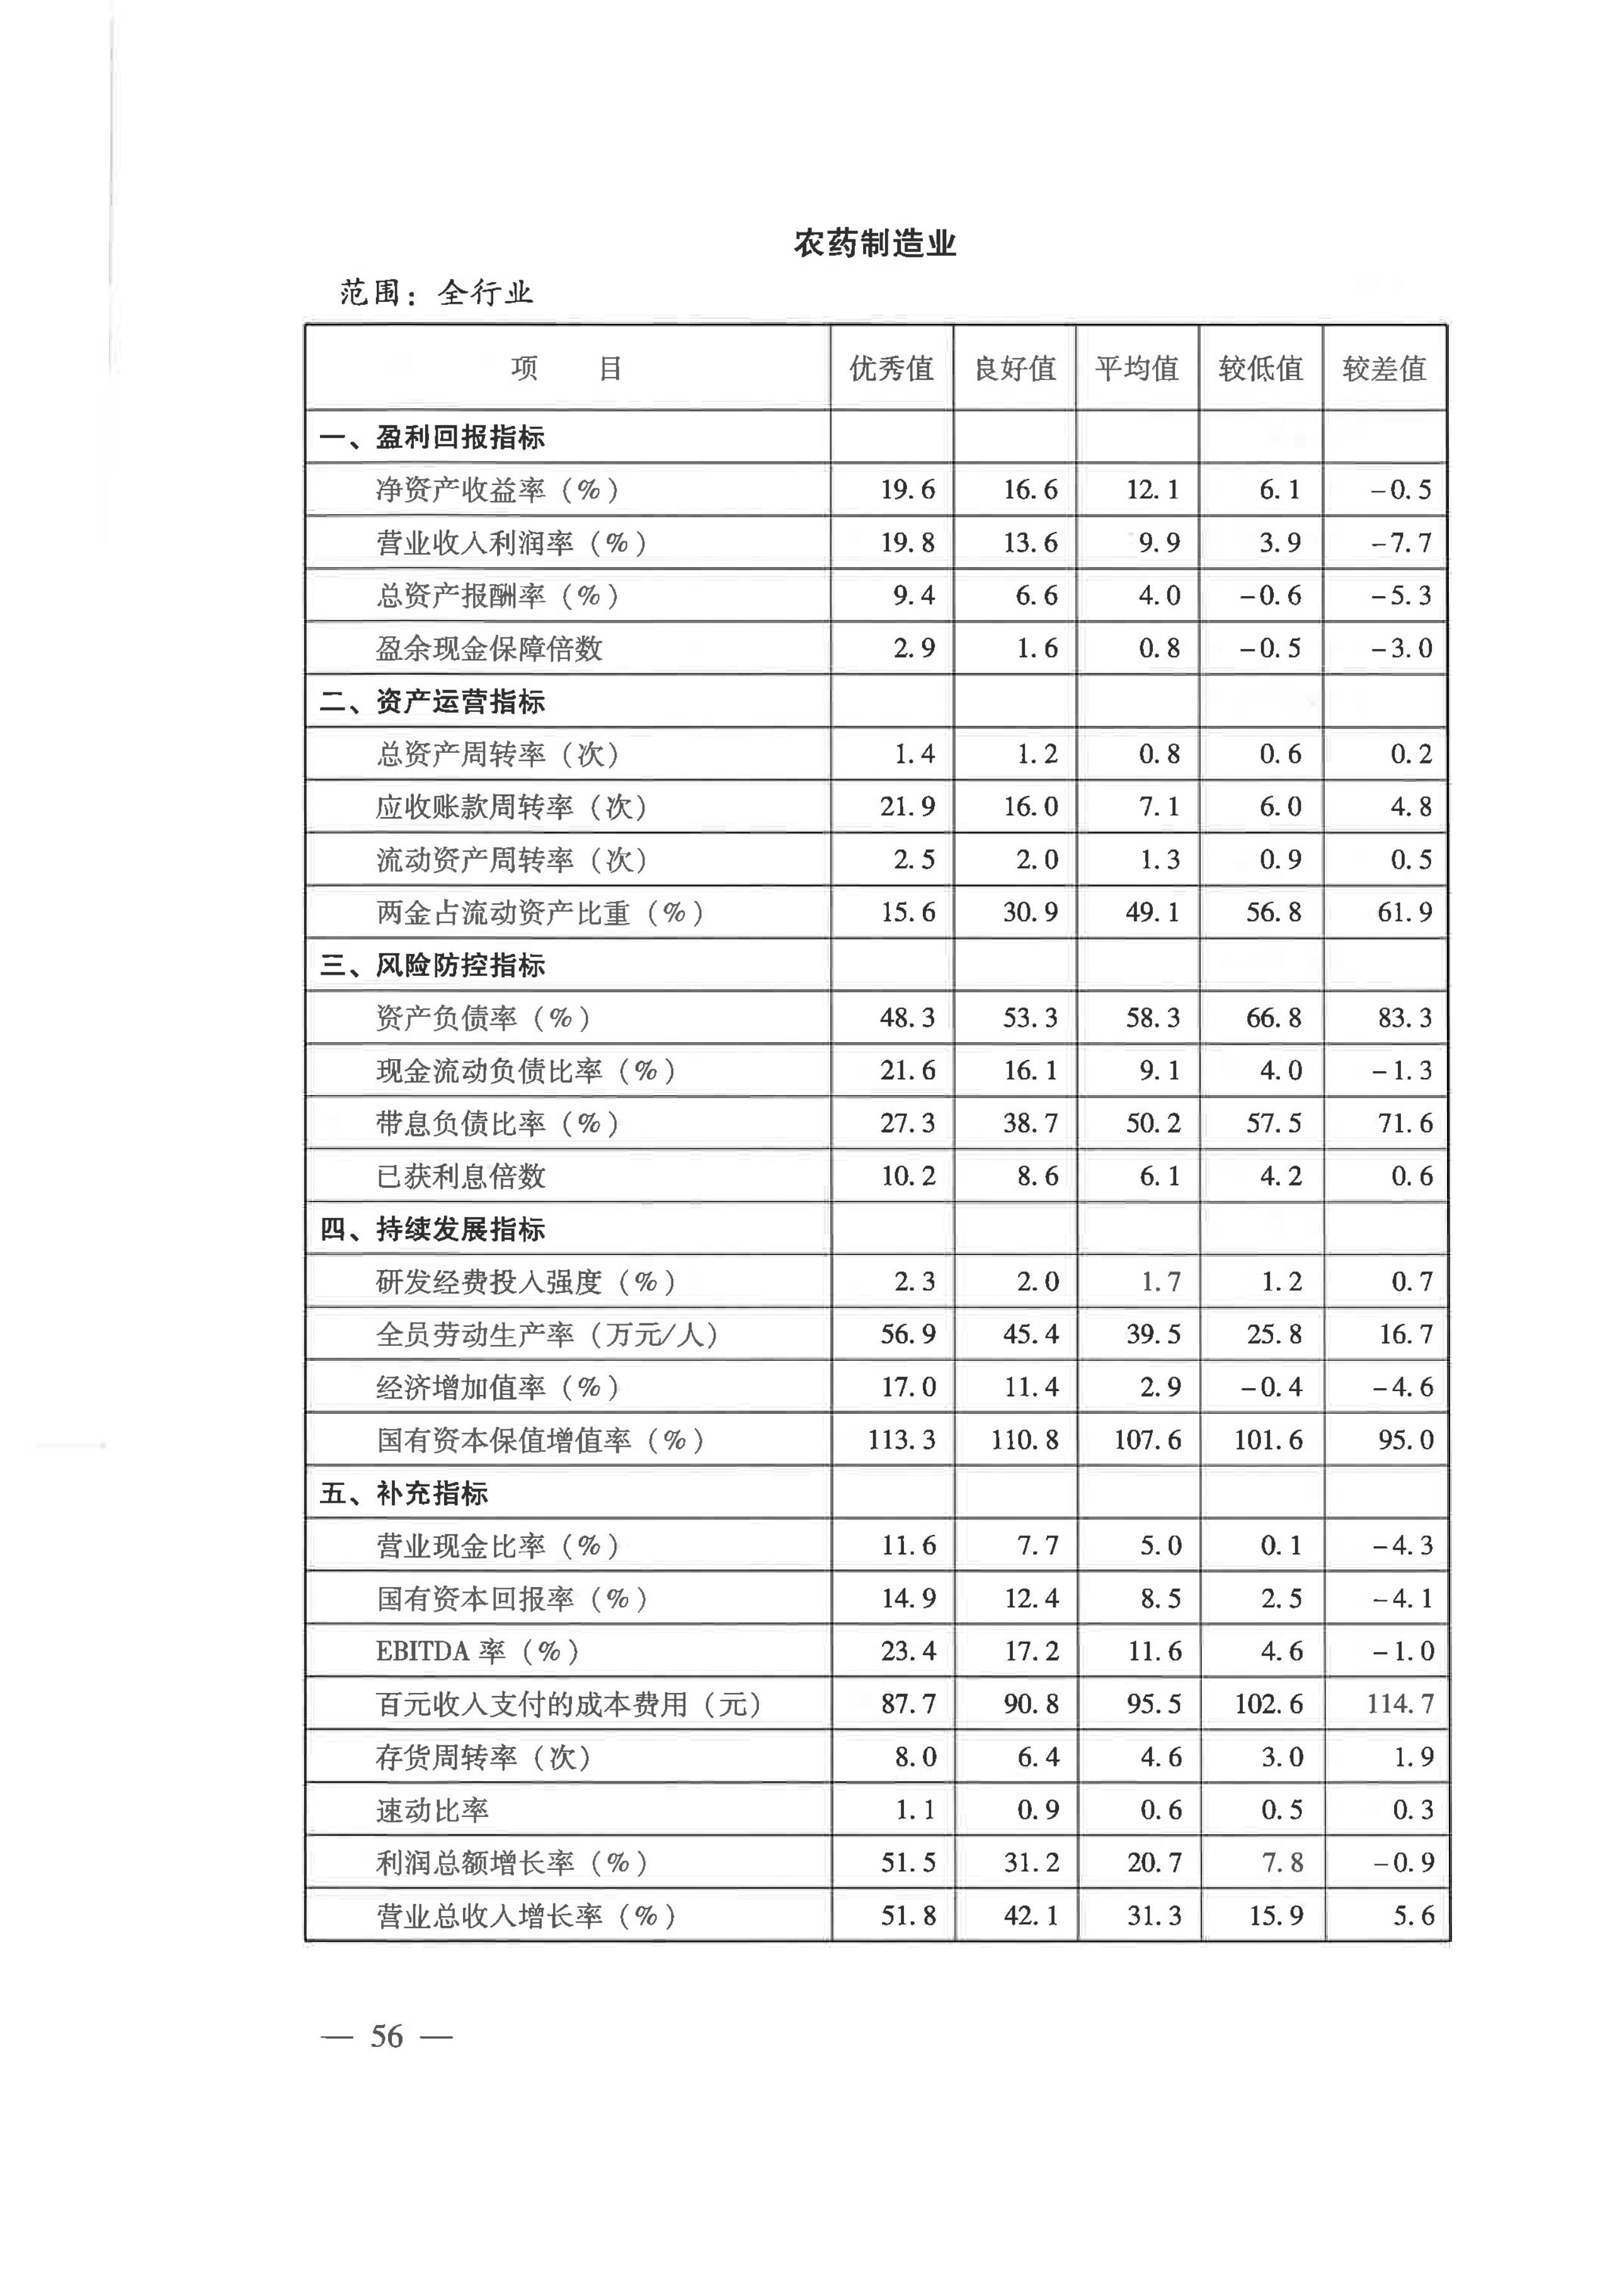 农药制造业
范围：全行业
项 目 优秀值 良好值 平均值 较低值 较差值
一、盈利回报指标
净资产收益率（%） 19.6 16.6 12.1 6.1 -0.5
营业收入利润率（%） 19.8 13.6 9.9 3.9 -7.7
总资产报酬率（%） 9.4 6.6 4.0 -0.6 -5.3
盈余现金保障倍数 2.9 1.6 0.8 -0.5 -3.0
二、资产运营指标
总资产周转率（次） 1.4 1.2 0.8 0.6 0.2
应收账款周转率（次） 21.9 16.0 7.1 6.0 4.8
流动资产周转率（次） 2.5 2.0 1.3 0.9 0.5
两金占流动资产比重（%） 15.6 30.9 49.1 56.8 61.9
三、风险防控指标
资产负债率（%） 48.3 53.3 58.3 66.8 83.3
现金流动负债比率（%） 21.6 16.1 9.1 4.0 -1.3
带息负债比率（%） 27.3 38.7 50.2 57.5 71.6
已获利息倍数 10.2 8.6 6.1 4.2 0.6
四、持续发展指标
研发经费投入强度（%） 2.3 2.0 1.7 1.2 0.7
全员劳动生产率（万元/人） 56.9 45.4 39.5 25.8 16.7
经济增加值率（%） 17.0 11.4 2.9 -0.4 -4.6
国有资本保值增值率（%） 113.3 110.8 107.6 101.6 95.0
五、补充指标
营业现金比率（%） 11.6 7.7 5.0 0.1 -4.3
国有资本回报率（%） 14.9 12.4 8.5 2.5 -4.1
EBITDA 率（%） 23.4 17.2 11.6 4.6 -1.0
百元收入支付的成本费用（元） 87.7 90.8 95.5 102.6 114.7
存货周转率（次） 8.0 6.4 4.6 3.0 1.9
速动比率 1.1 0.9 0.6 0.5 0.3
利润总额增长率（%） 51.5 31.2 20.7 7.8 -0.9
营业总收入增长率（%） 51.8 42.1 31.3 15.9 5.6
— 56 —